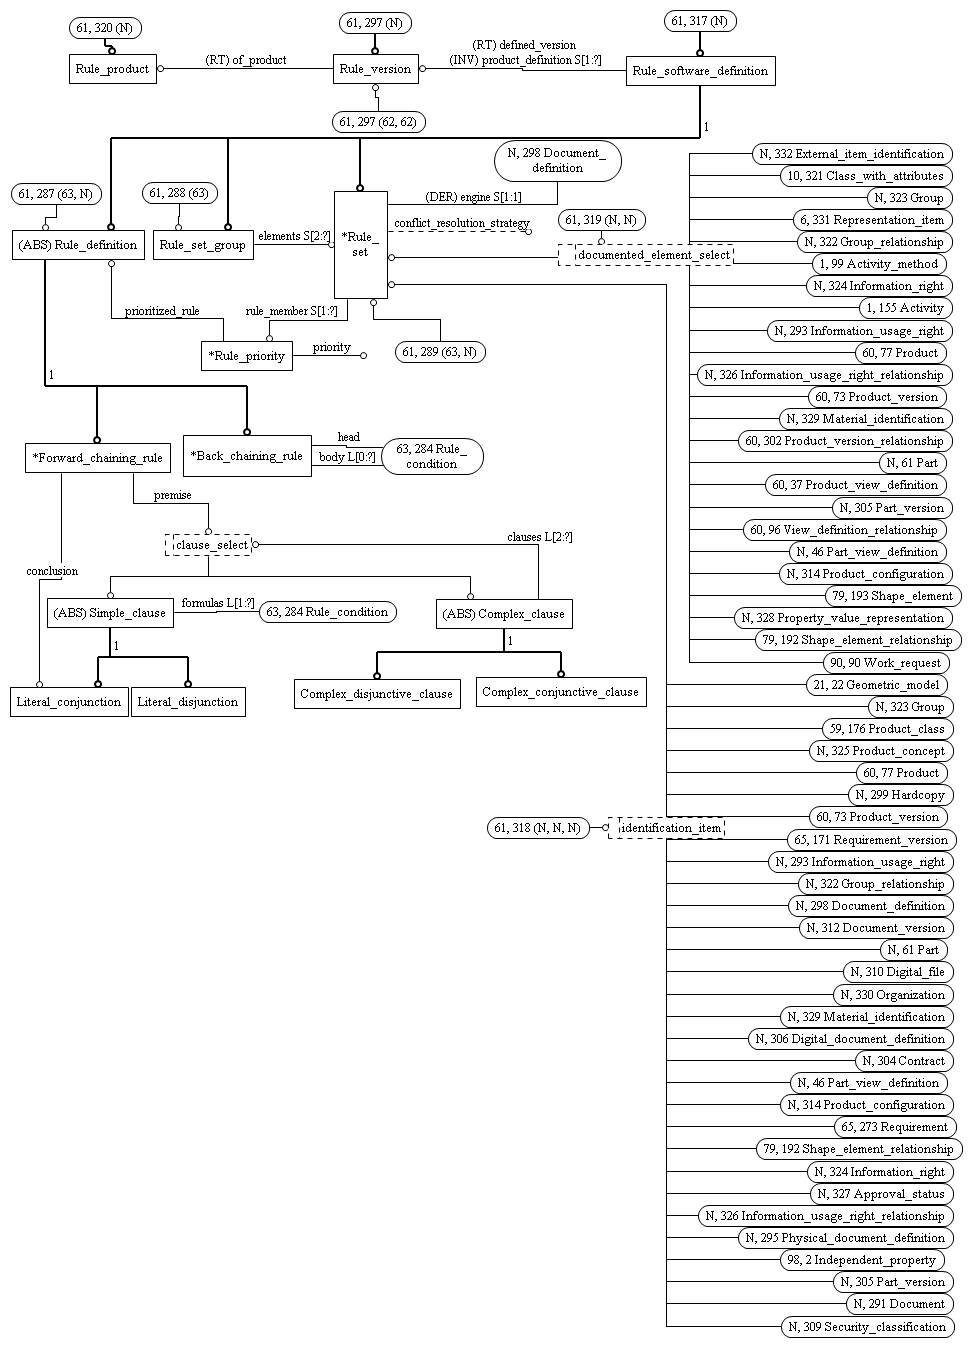 61, 320 (N)
61, 297 (N)
61, 317 (N)
Rule_product
(RT) of_product
Rule_version
(RT) defined_version
(INV) product_definition S[1:?]
Rule_software_definition
61, 297 (62, 62)
1
N, 298 Document_
definition
61, 287 (63, N)
61, 288 (63)
(DER) engine S[1:1]
61, 319 (N, N)
conflict_resolution_strategy
(ABS) Rule_definition
Rule_set_group
elements S[2:?]
*Rule_
set
documented_element_select
prioritized_rule
rule_member S[1:?]
*Rule_priority
priority
61, 289 (63, N)
1
*Forward_chaining_rule
*Back_chaining_rule
head
body L[0:?]
63, 284 Rule_
condition
premise
clause_select
clauses L[2:?]
conclusion
(ABS) Simple_clause
formulas L[1:?]
63, 284 Rule_condition
(ABS) Complex_clause
1
1
Literal_conjunction
Literal_disjunction
Complex_disjunctive_clause
Complex_conjunctive_clause
N, 332 External_item_identification
10, 321 Class_with_attributes
N, 323 Group
6, 331 Representation_item
N, 322 Group_relationship
1, 99 Activity_method
N, 324 Information_right
1, 155 Activity
N, 293 Information_usage_right
60, 77 Product
N, 326 Information_usage_right_relationship
60, 73 Product_version
N, 329 Material_identification
60, 302 Product_version_relationship
N, 61 Part
60, 37 Product_view_definition
N, 305 Part_version
60, 96 View_definition_relationship
N, 46 Part_view_definition
N, 314 Product_configuration
79, 193 Shape_element
N, 328 Property_value_representation
79, 192 Shape_element_relationship
90, 90 Work_request
21, 22 Geometric_model
N, 323 Group
59, 176 Product_class
N, 325 Product_concept
60, 77 Product
N, 299 Hardcopy
60, 73 Product_version
61, 318 (N, N, N)
identification_item
65, 171 Requirement_version
N, 293 Information_usage_right
N, 322 Group_relationship
N, 298 Document_definition
N, 312 Document_version
N, 61 Part
N, 310 Digital_file
N, 330 Organization
N, 329 Material_identification
N, 306 Digital_document_definition
N, 304 Contract
N, 46 Part_view_definition
N, 314 Product_configuration
65, 273 Requirement
79, 192 Shape_element_relationship
N, 324 Information_right
N, 327 Approval_status
N, 326 Information_usage_right_relationship
N, 295 Physical_document_definition
98, 2 Independent_property
N, 305 Part_version
N, 291 Document
N, 309 Security_classification